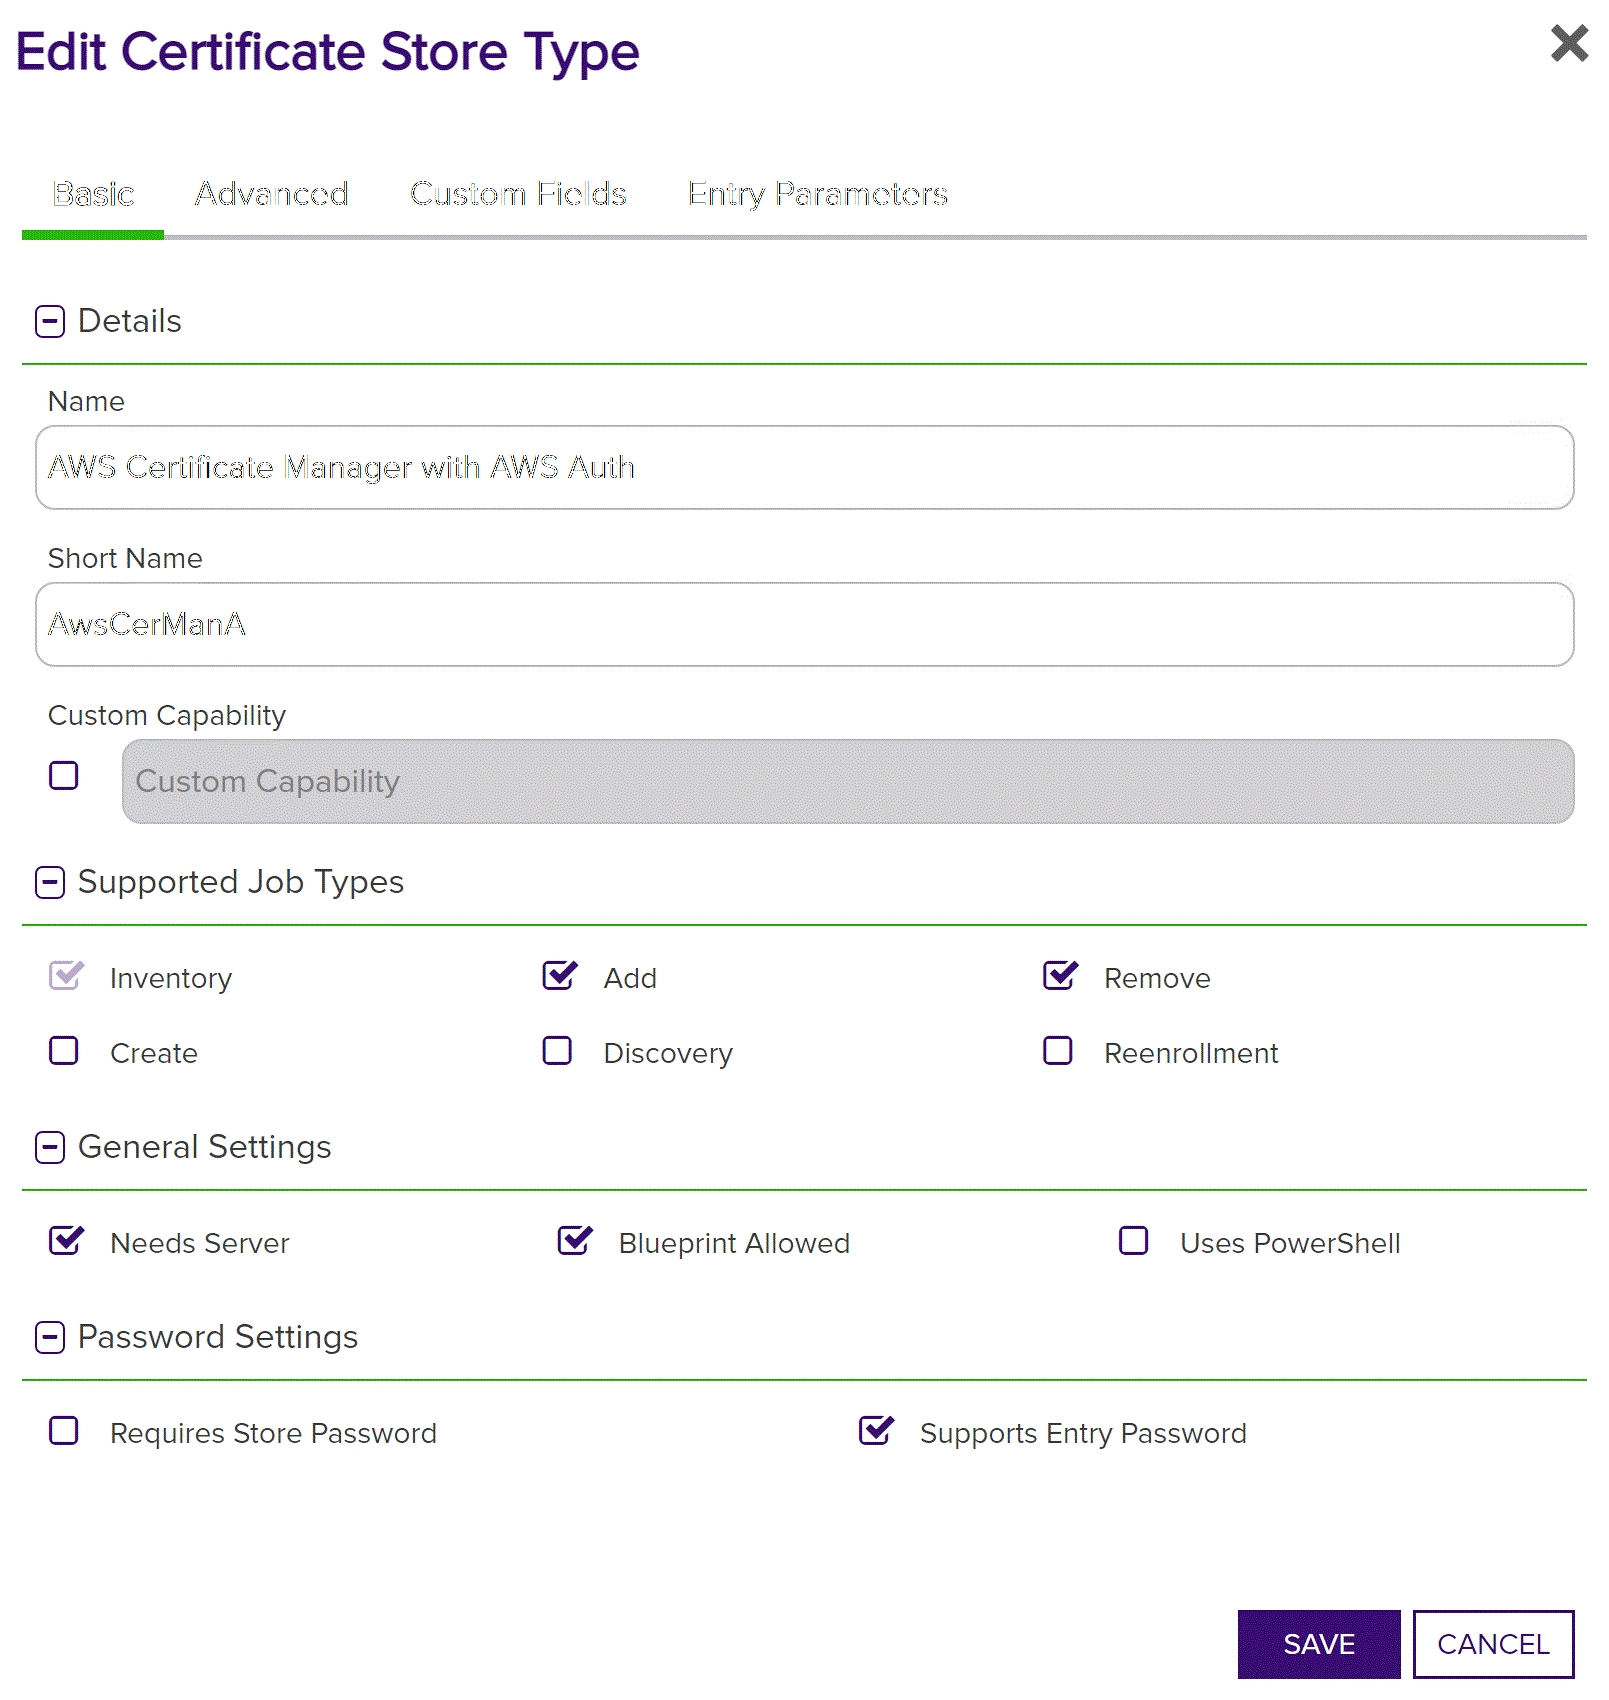 Edit Certificate Store Type
Basic Advanced Custom Fields Entry Parameters
Details
Name
AWS Certificate Manager with AWS Auth
Short Name
AwsCerManA
Custom Capability
Custom Capability
Supported Job Types
Inventory Add Remove
Create Discovery Reenrollment
General Settings
Needs Server Blueprint Allowed Uses PowerShell
Password Settings
Requires Store Password Supports Entry Password
SAVE CANCEL